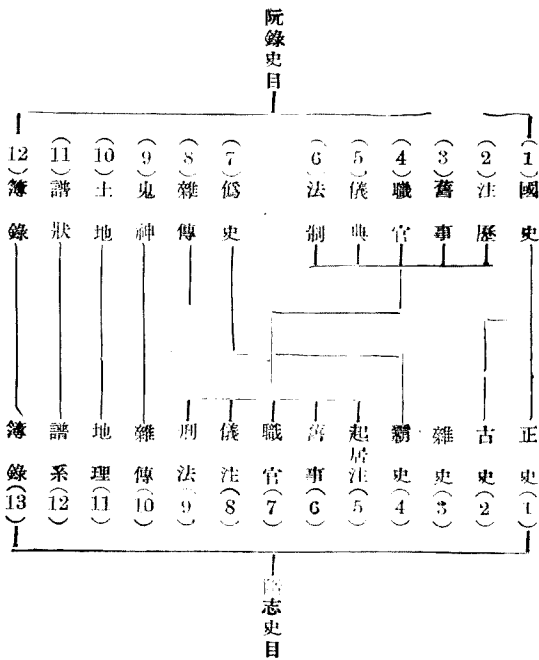 阮錄史目
(1)國史
(2)注歷
(3)舊事
(4)職官
(5)儀典
(6)法制
(7)僞史
(8)雜傳
(9)鬼神
(10)土地
(11)譜狀
(12)簿錄
正史(1)
古史(2)
雜史(3)
霸史(4)
起居注(5)
舊事(6)
職官(7)
儀注(8)
刑法(9)
雜傳(10)
地理(11)
譜系(12)
簿錄(13)
志史目